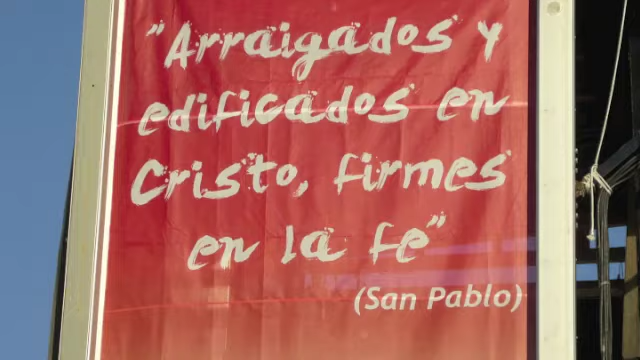 "Arraigados y
edificados en
Cristo, firmes
en la fe"
(San Pablo)